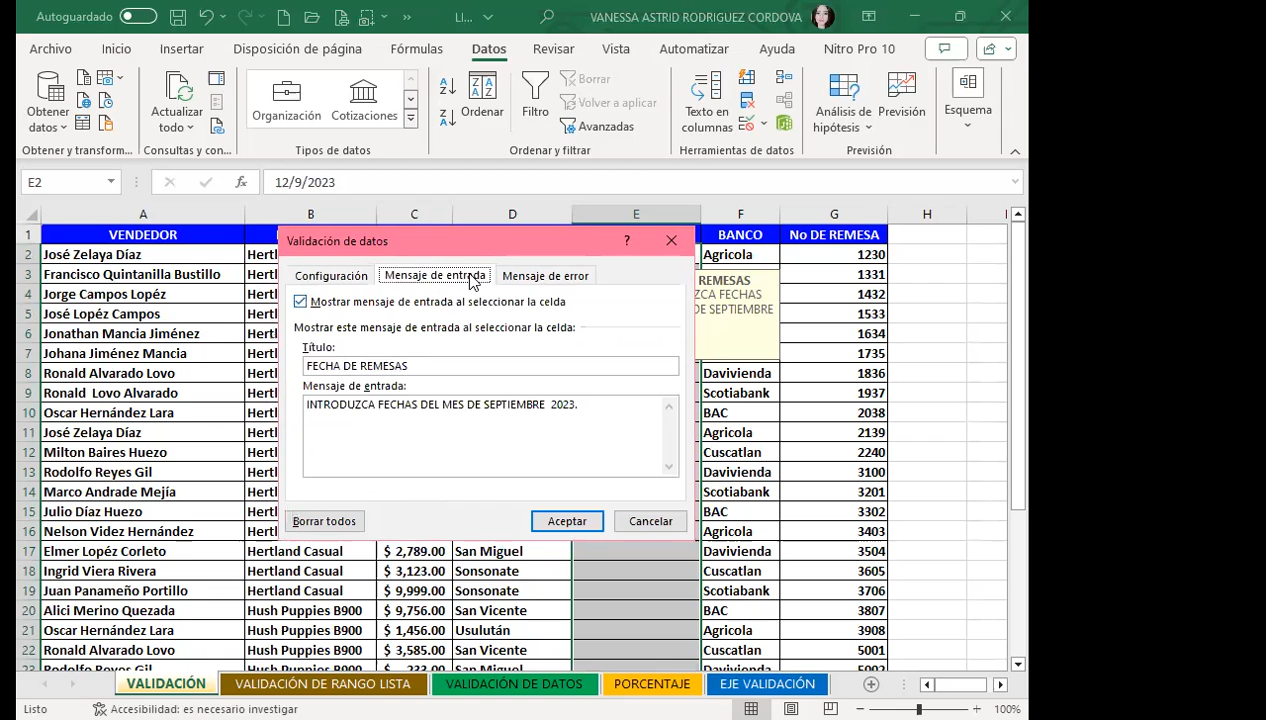 Autoguardado
LI...
VANESSA ASTRID RODRIGUEZ CORDOVA
Archivo Inicio Insertar Disposición de página Fórmulas Datos Revisar Vista Automatizar Ayuda Nitro Pro 10
Obtener datos
Actualizar todo
Organización
Cotizaciones
Ordenar
Filtro
Borrar
Volver a aplicar
Avanzadas
Texto en columnas
Análisis de hipótesis
Previsión
Esquema
Obtener y transform... Consultas y con... Tipos de datos Ordenar y filtrar Herramientas de datos Previsión
E2 fx 12/9/2023
A B C D E F G H I
1 VENDEDOR BANCO No DE REMESA
2 José Zelaya Díaz Hertl Agricola 1230
3 Francisco Quintanilla Bustillo Hertl 1331
4 Jorge Campos Lopéz Hertl 1432
5 José Lopéz Campos Hertl 1533
6 Jonathan Mancia Jiménez Hertl 1634
7 Johana Jiménez Mancia Hertl 1735
8 Ronald Alvarado Lovo Hertl Davivienda 1836
9 Ronald  Lovo Alvarado Hertl Scotiabank 1937
10 Oscar Hernández Lara Hertl BAC 2038
11 José Zelaya Díaz Hertl Agricola 2139
12 Milton Baires Huezo Hertl Cuscatlan 2240
13 Rodolfo Reyes Gil Hertl Davivienda 3100
14 Marco Andrade Mejía Hertl Scotiabank 3201
15 Julio Díaz Huezo Hertl BAC 3302
16 Nelson Videz Hernández Hertl Agricola 3403
17 Elmer Lopéz Corleto Hertland Casual $ 2,789.00 San Miguel Davivienda 3504
18 Ingrid Viera Rivera Hertland Casual $ 3,123.00 Sonsonate Cuscatlan 3605
19 Juan Panameño Portillo Hertland Casual $ 9,999.00 Sonsonate Scotiabank 3706
20 Alici Merino Quezada Hush Puppies B900 $ 9,756.00 San Vicente BAC 3807
21 Oscar Hernández Lara Hush Puppies B900 $ 1,456.00 Usulután Agricola 3908
22 Ronald Alvarado Lovo Hush Puppies B900 $ 3,585.00 San Vicente Cuscatlan 5001
23 Rodolfo Reyes Gil Hush Puppies B900 $ 233.00 San Miguel Davivienda 5002
REMESAS
ZCA FECHAS
DE SEPTIEMBRE
Validación de datos ?
Configuración Mensaje de entrada Mensaje de error
Mostrar mensaje de entrada al seleccionar la celda
Mostrar este mensaje de entrada al seleccionar la celda:
Título:
FECHA DE REMESAS
Mensaje de entrada:
INTRODUZCA FECHAS DEL MES DE SEPTIEMBRE  2023.
Borrar todos Aceptar Cancelar
VALIDACIÓN VALIDACIÓN DE RANGO LISTA VALIDACIÓN DE DATOS PORCENTAJE EJE VALIDACIÓN
Listo Accesibilidad: es necesario investigar 100%